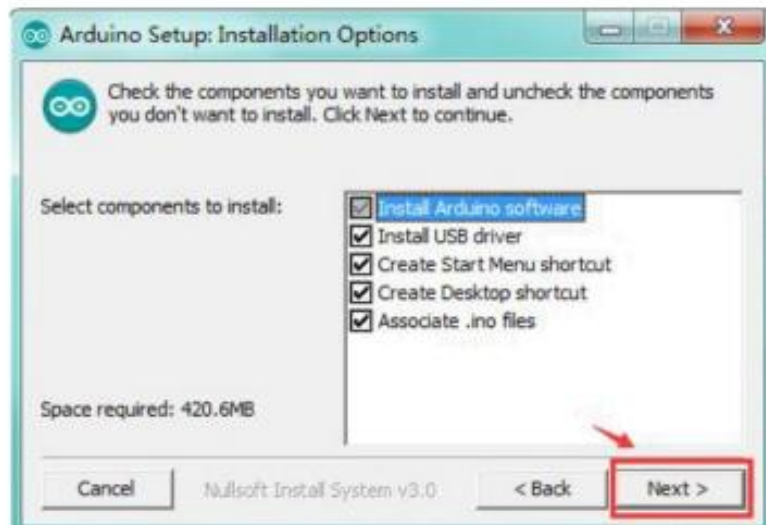 Arduino Setup: Installation Options
Check the components you want to install and uncheck the components
you don't want to install. Click Next to continue.
Select components to install:
Install Arduino software
Install USB driver
Create Start Menu shortcut
Create Desktop shortcut
Associate .ino files
Space required: 420.6MB
Cancel
Nullsoft Install System v3.0
< Back
Next >